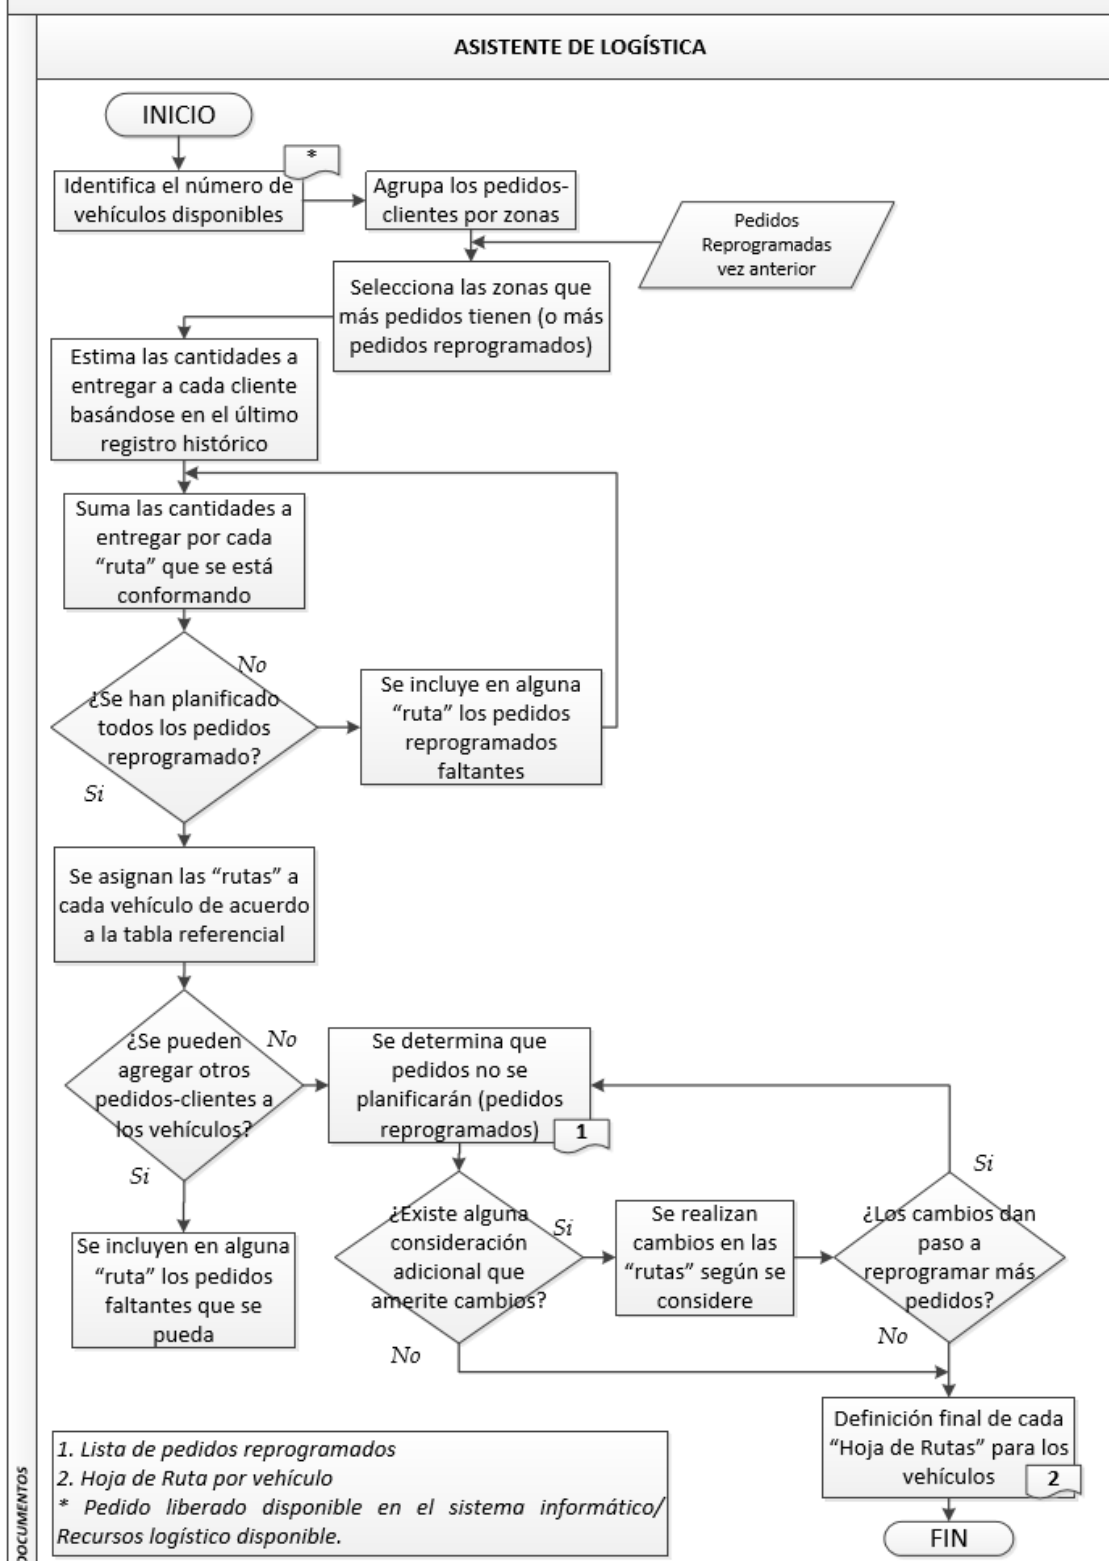 ASISTENTE DE LOGÍSTICA
INICIO
*
Identifica el número de
vehículos disponibles
Agrupa los pedidos-
clientes por zonas
Pedidos
Reprogramadas
vez anterior
Selecciona las zonas que
más pedidos tienen (o más
pedidos reprogramados)
Estima las cantidades a
entregar a cada cliente
basándose en el último
registro histórico
Suma las cantidades a
entregar por cada
“ruta” que se está
conformando
No
¿Se han planificado
todos los pedidos
reprogramado?
Si
Se incluye en alguna
“ruta” los pedidos
reprogramados
faltantes
Se asignan las “rutas” a
cada vehículo de acuerdo
a la tabla referencial
¿Se pueden
agregar otros
pedidos-clientes a
los vehículos?
No
Si
Se incluyen en alguna
“ruta” los pedidos
faltantes que se
pueda
Se determina que
pedidos no se
planificarán (pedidos
reprogramados)
1
¿Existe alguna
consideración
adicional que
amerite cambios?
Si
No
Se realizan
cambios en las
“rutas” según se
considere
Si
¿Los cambios dan
paso a
reprogramar más
pedidos?
No
Definición final de cada
“Hoja de Rutas” para los
vehículos
2
FIN
1. Lista de pedidos reprogramados
2. Hoja de Ruta por vehículo
* Pedido liberado disponible en el sistema informático/
Recursos logístico disponible.
DOCUMENTOS